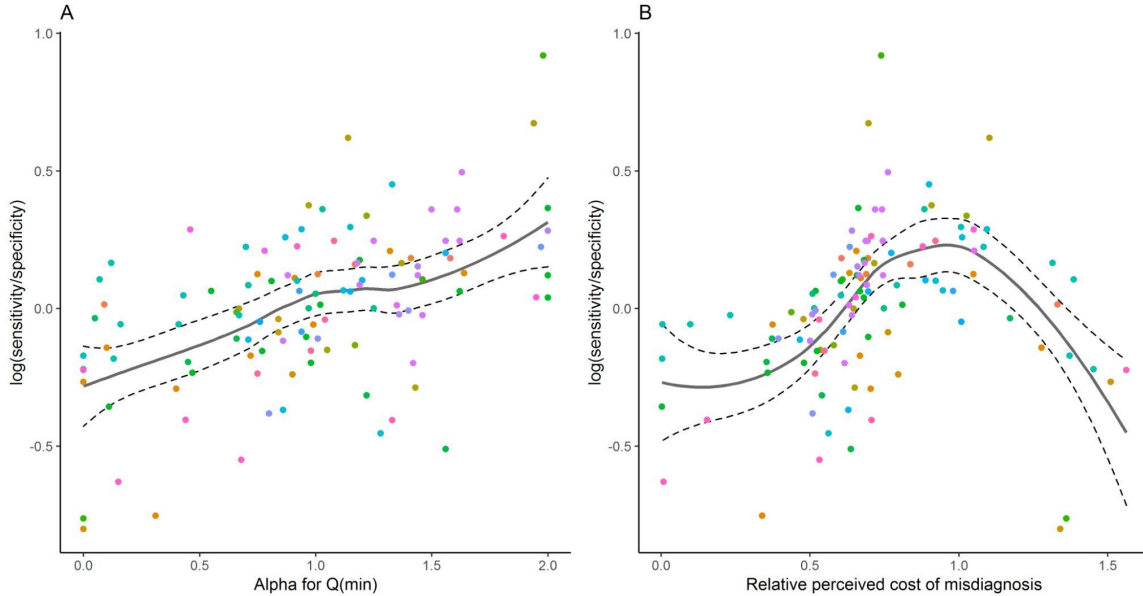 A
B
1.0
0.5
0.0
-0.5
log(sensitivity/specificity)
0.0 0.5 1.0 1.5 2.0
Alpha for Q(min)
1.0
0.5
0.0
-0.5
log(sensitivity/specificity)
0.0 0.5 1.0 1.5
Relative perceived cost of misdiagnosis